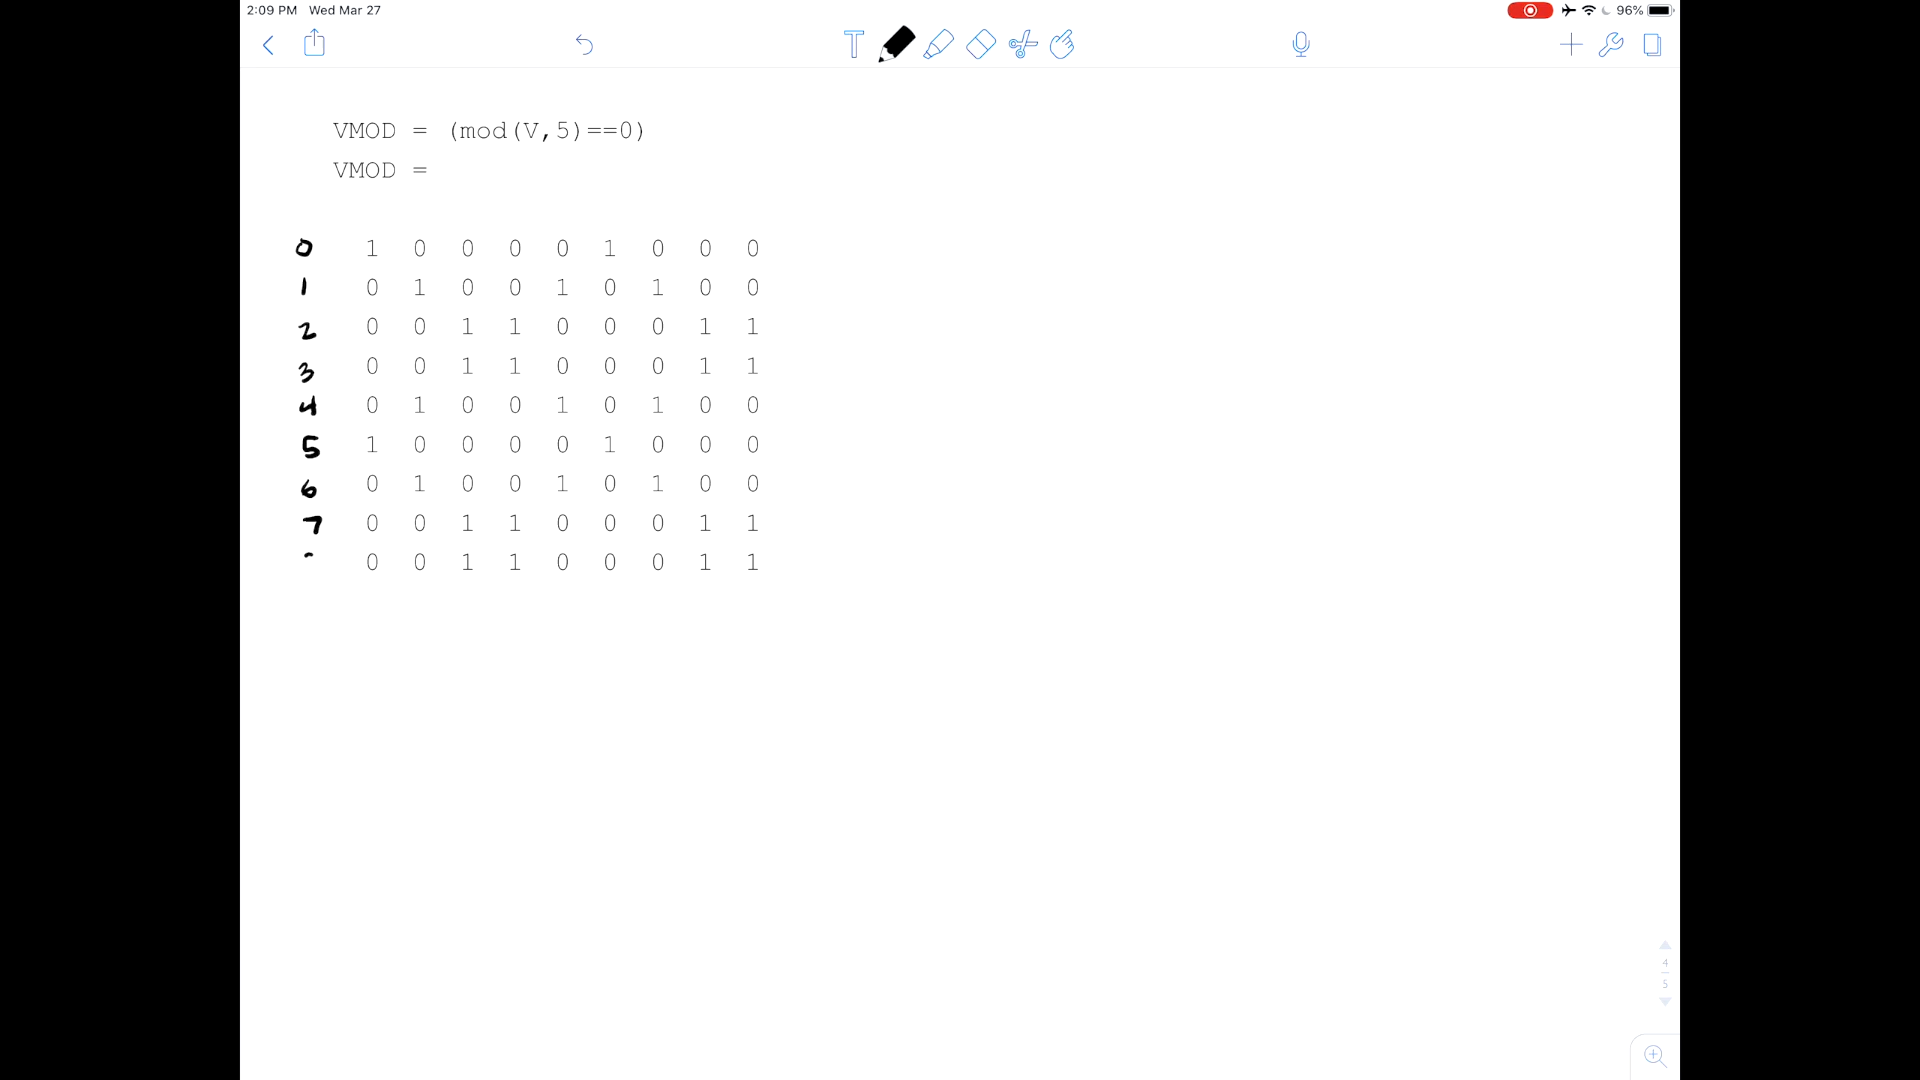 2:09 PM Wed Mar 27 96%
T
VMOD = (mod(V,5)==0)
VMOD =
0 1 0 0 0 0 1 0 0 0
1 0 1 0 0 1 0 1 0 0
2 0 0 1 1 0 0 0 1 1
3 0 0 1 1 0 0 0 1 1
4 0 1 0 0 1 0 1 0 0
5 1 0 0 0 0 1 0 0 0
6 0 1 0 0 1 0 1 0 0
7 0 0 1 1 0 0 0 1 1
0 0 1 1 0 0 0 1 1
4
5